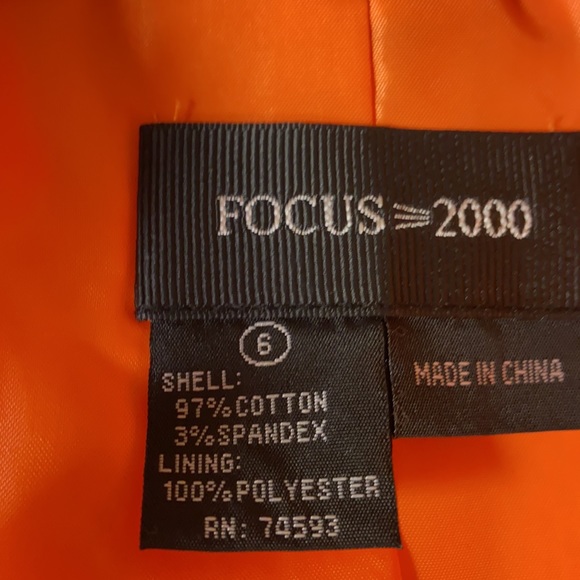 FOCUS⪖2000
6
SHELL:
97%COTTON
3%SPANDEX
LINING:
100%POLYESTER
RN: 74593
MADE IN CHINA